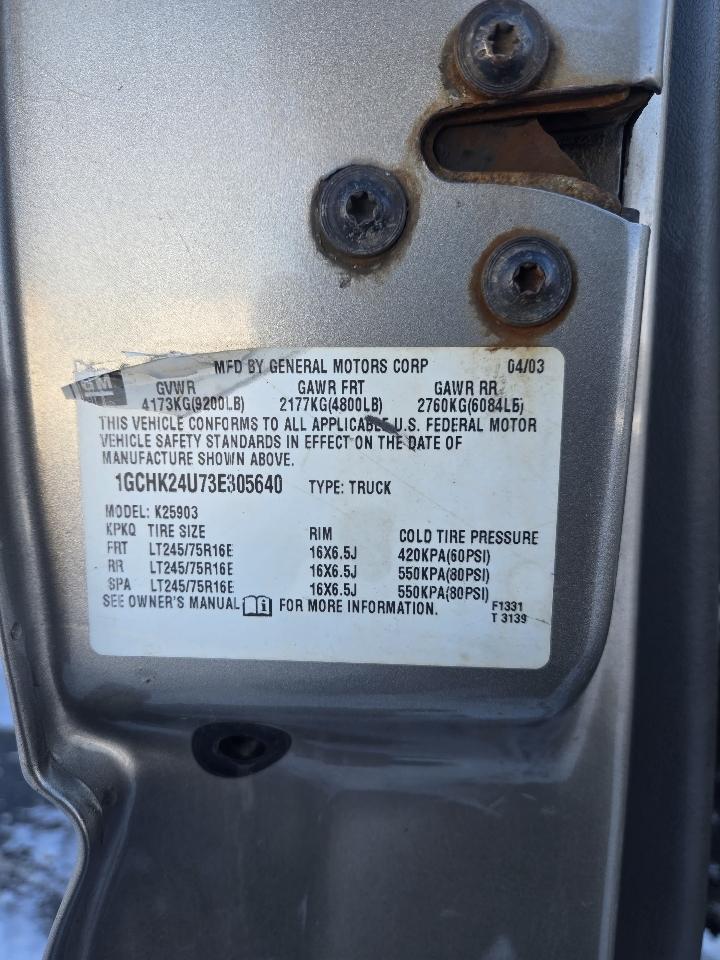 MFD BY GENERAL MOTORS CORP 04/03
GM
GVWR GAWR FRT GAWR RR
4173KG(9200LB) 2177KG(4800LB) 2760KG(6084LB)
THIS VEHICLE CONFORMS TO ALL APPLICABLE U.S. FEDERAL MOTOR
VEHICLE SAFETY STANDARDS IN EFFECT ON THE DATE OF
MANUFACTURE SHOWN ABOVE.
1GCHK24U73E305640 TYPE: TRUCK
MODEL: K25903
KPKQ TIRE SIZE RIM COLD TIRE PRESSURE
FRT LT245/75R16E 16X6.5J 420KPA(60PSI)
RR LT245/75R16E 16X6.5J 550KPA(80PSI)
SPA LT245/75R16E 16X6.5J 550KPA(80PSI)
SEE OWNER'S MANUAL FOR MORE INFORMATION. F1331
T 3139